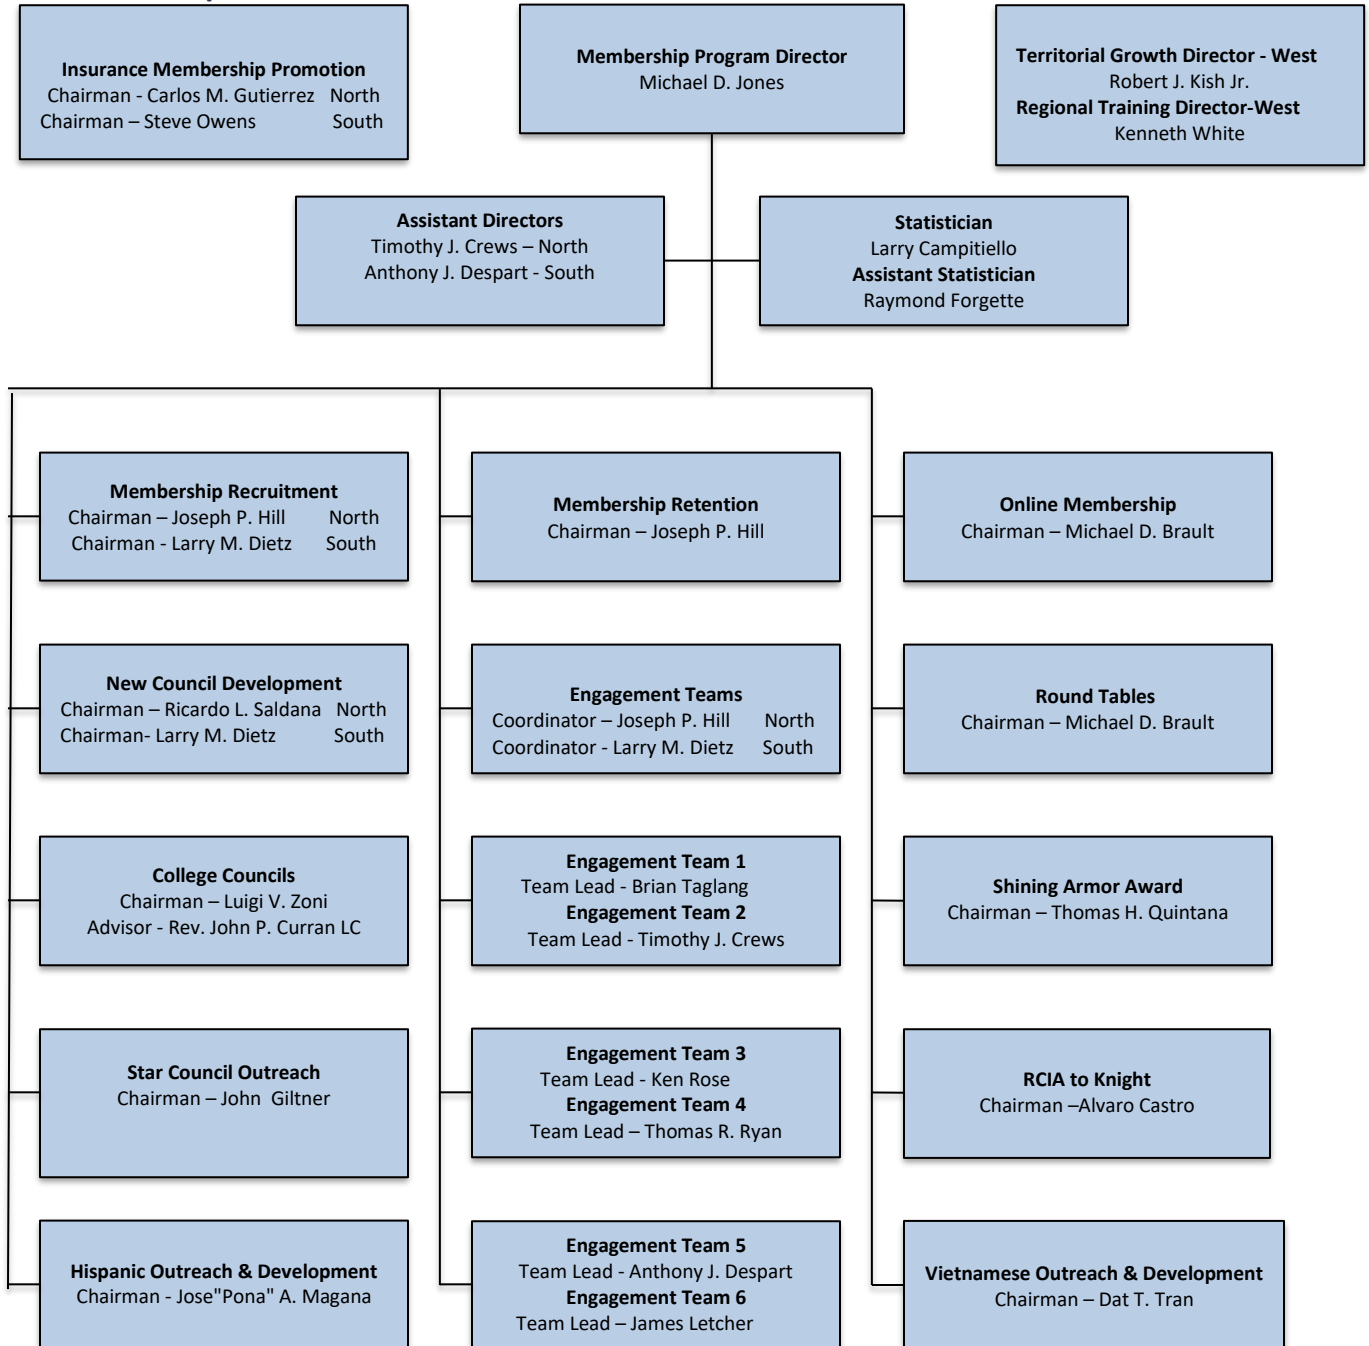 Insurance Membership Promotion
Chairman - Carlos M. Gutierrez North
Chairman – Steve Owens South
Membership Program Director
Michael D. Jones
Territorial Growth Director - West
Robert J. Kish Jr.
Regional Training Director-West
Kenneth White
Assistant Directors
Timothy J. Crews – North
Anthony J. Despart - South
Statistician
Larry Campitiello
Assistant Statistician
Raymond Forgette
Membership Recruitment
Chairman – Joseph P. Hill North
Chairman - Larry M. Dietz South
Membership Retention
Chairman – Joseph P. Hill
Online Membership
Chairman – Michael D. Brault
New Council Development
Chairman – Ricardo L. Saldana North
Chairman- Larry M. Dietz South
Engagement Teams
Coordinator – Joseph P. Hill North
Coordinator - Larry M. Dietz South
Round Tables
Chairman – Michael D. Brault
College Councils
Chairman – Luigi V. Zoni
Advisor - Rev. John P. Curran LC
Engagement Team 1
Team Lead - Brian Taglang
Engagement Team 2
Team Lead - Timothy J. Crews
Shining Armor Award
Chairman – Thomas H. Quintana
Star Council Outreach
Chairman – John Giltner
Engagement Team 3
Team Lead - Ken Rose
Engagement Team 4
Team Lead – Thomas R. Ryan
RCIA to Knight
Chairman –Alvaro Castro
Hispanic Outreach & Development
Chairman - Jose"Pona" A. Magana
Engagement Team 5
Team Lead - Anthony J. Despart
Engagement Team 6
Team Lead – James Letcher
Vietnamese Outreach & Development
Chairman – Dat T. Tran